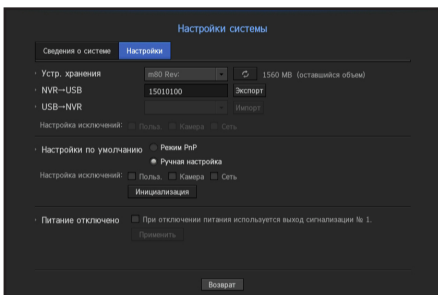 Настройки системы
Сведения о системе Настройки
Устр. хранения m80 Rev: 1560 MB (оставшийся объем)
NVR→USB 15010100 Экспорт
USB→NVR Импорт
Настройка исключений: Польз. Камера Сеть
Настройки по умолчанию Режим PnP
Ручная настройка
Настройка исключений: Польз. Камера Сеть
Инициализация
Питание отключено При отключении питания используется выход сигнализации № 1.
Применить
Возврат